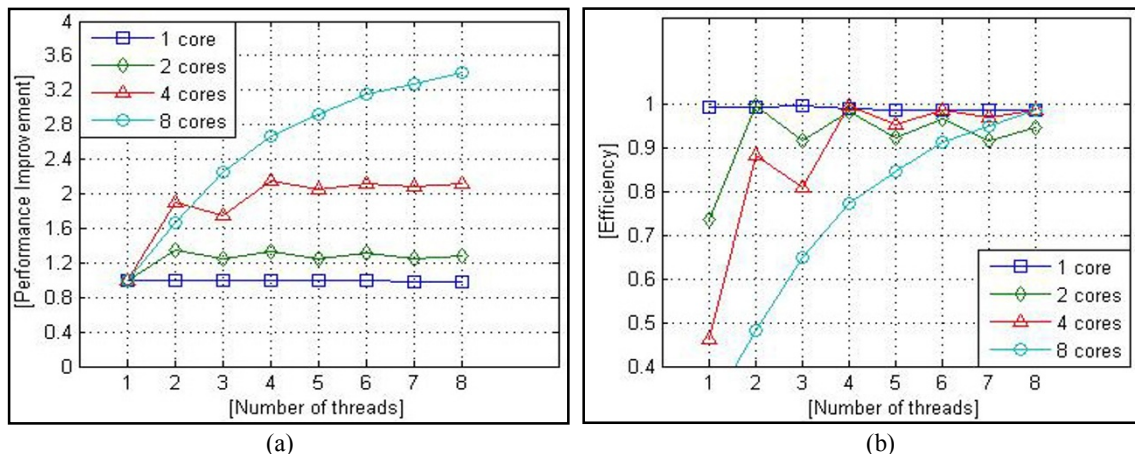 4
3.6
3.2
2.8
2.4
2
1.6
1.2
0.8
0.4
0
[Performance Improvement]
1 core
2 cores
4 cores
8 cores
1 2 3 4 5 6 7 8
[Number of threads]
(a)
1
0.9
0.8
0.7
0.6
0.5
0.4
[Efficiency]
1 core
2 cores
4 cores
8 cores
1 2 3 4 5 6 7 8
[Number of threads]
(b)